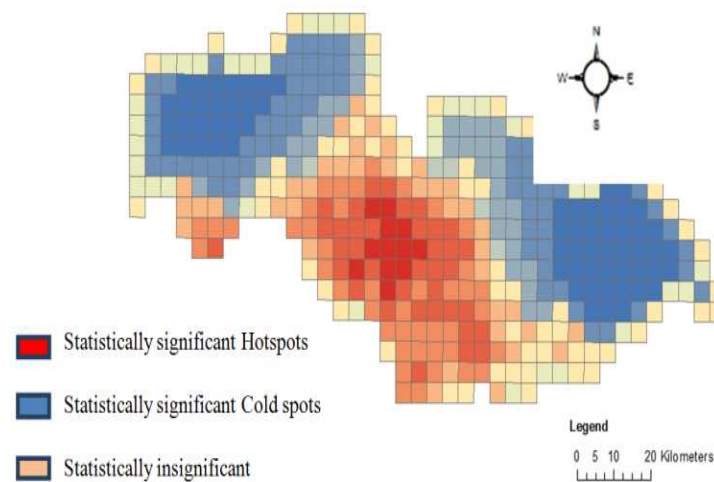 N
W E
S
Statistically significant Hotspots
Statistically significant Cold spots
Statistically insignificant
Legend
0 5 10 20 Kilometers